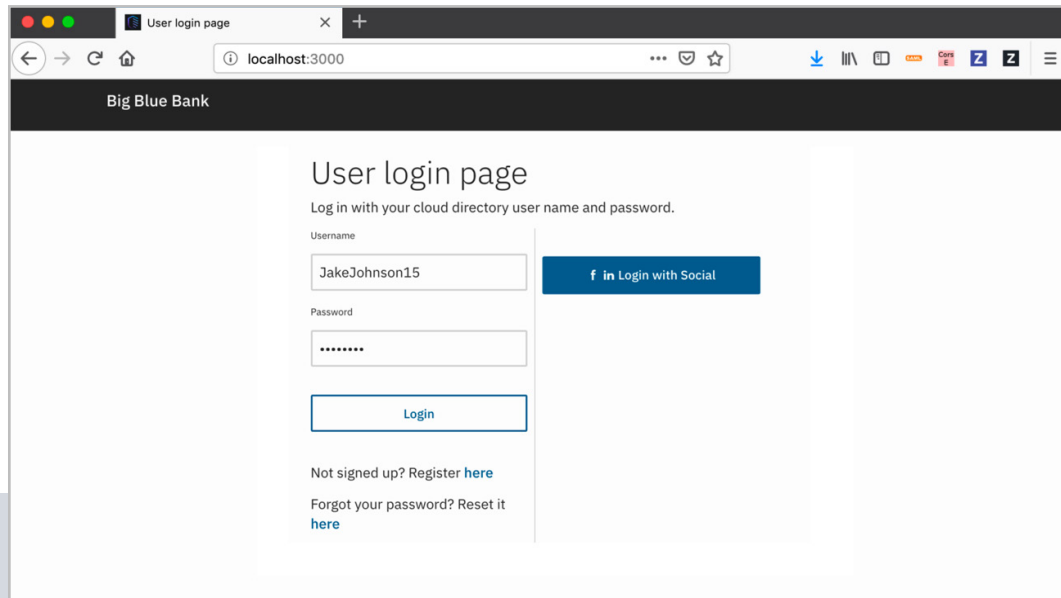 User login page
localhost:3000
Cors
E
Z
Z
Big Blue Bank
User login page
Log in with your cloud directory user name and password.
Username
JakeJohnson15
f in Login with Social
Password
••••••••
Login
Not signed up? Register here
Forgot your password? Reset it
here